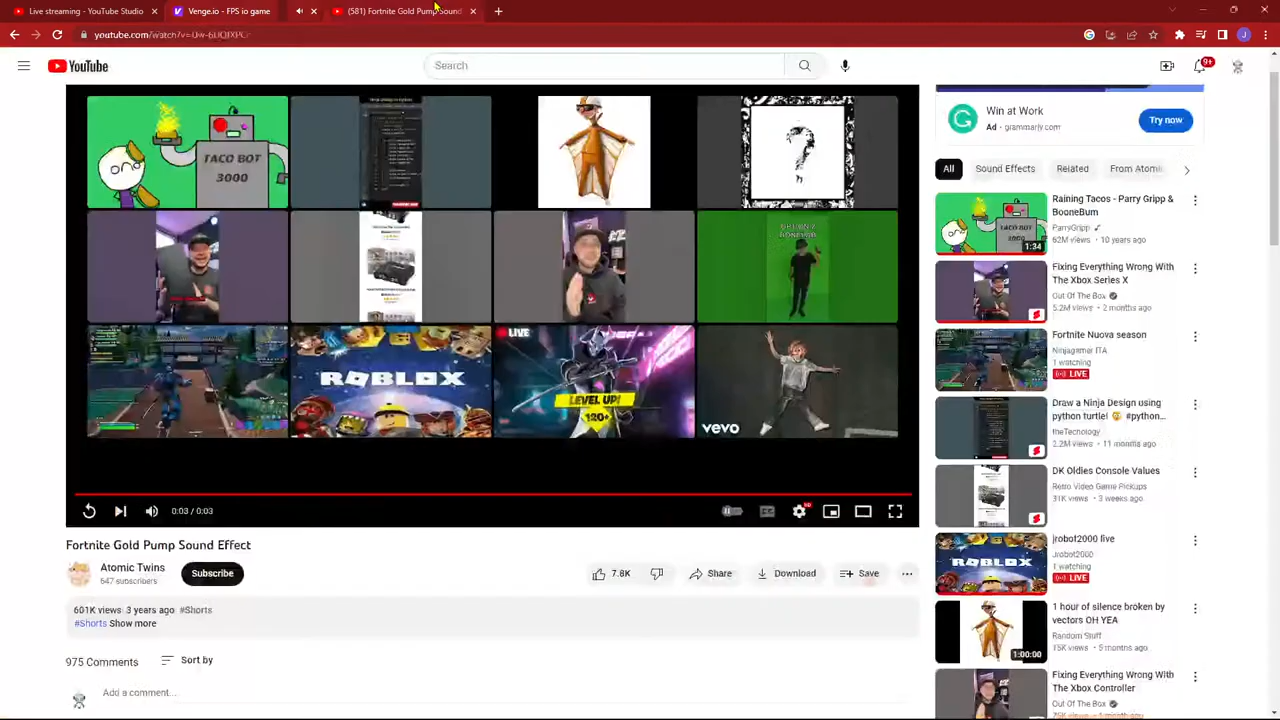 Live streaming - YouTube Studio
Venge.io - FPS io game
(581) Fortnite Gold Pump Sound
YouTube
Search
9+
TACO BOT
3000
ROBLOX
LIVE
LEVEL UP!
120+
vevo
0:03 / 0:03
Fortnite Gold Pump Sound Effect
Atomic Twins
647 subscribers
Subscribe
7.8K
Share
Download
Save
601K views 3 years ago #Shorts
#Shorts Show more
975 Comments
Sort by
Add a comment...
Win at Work
Ad · grammarly.com
Try now
All
Sound Effects
Related
From Atomic
Raining Tacos - Parry Gripp &
BooneBum
ParryGripp
62M views · 10 years ago
1:34
Fixing Everything Wrong With
The Xbox Series X
Out Of The Box
5.2M views · 2 months ago
Fortnite Nuova season
Ninjagamer ITA
1 watching
LIVE
Draw a Ninja Design using
python turtle! #python...
theTecnology
2.2M views · 11 months ago
DK Oldies Console Values
Retro Video Game Pickups
31K views · 3 weeks ago
jrobot2000 live
jrobot2000
1 watching
LIVE
ROBLOX
1 hour of silence broken by
vectors OH YEA
Random Stuff
15K views · 5 months ago
1:00:00
Fixing Everything Wrong With
The Xbox Controller
Out Of The Box